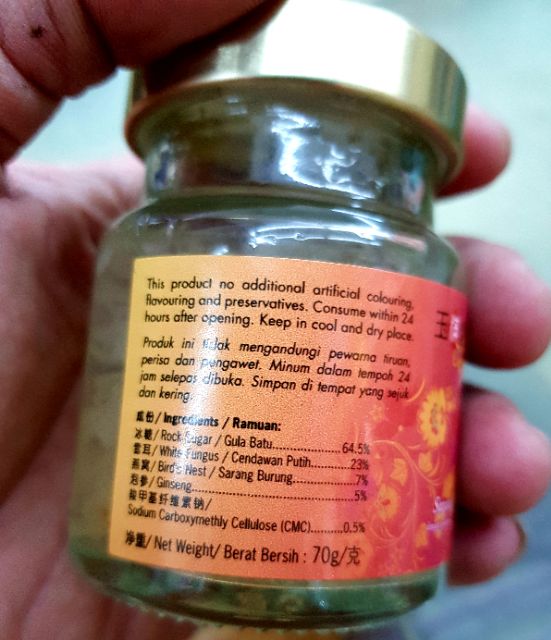 This product no additional artificial colouring,
flavouring and preservatives. Consume within 24
hours after opening. Keep in cool and dry place.
Produk ini tidak mengandungi pewarna tiruan,
perisa dan pengawet. Minum dalam tempoh 24
jam selepas dibuka. Simpan di tempat yang sejuk
dan kering.
成份/ Ingredients / Ramuan:
冰糖/ Rock Sugar / Gula Batu......................64.5%
雪耳/ White Fungus / Cendawan Putih............23%
燕窝/ Bird's Nest / Sarang Burung..................7%
泡参/ Ginseng..............................................5%
羧甲基纤维素钠/
Sodium Carboxymethly Cellulose (CMC)..........0.5%
净重/ Net Weight/ Berat Bersih : 70g/克
王